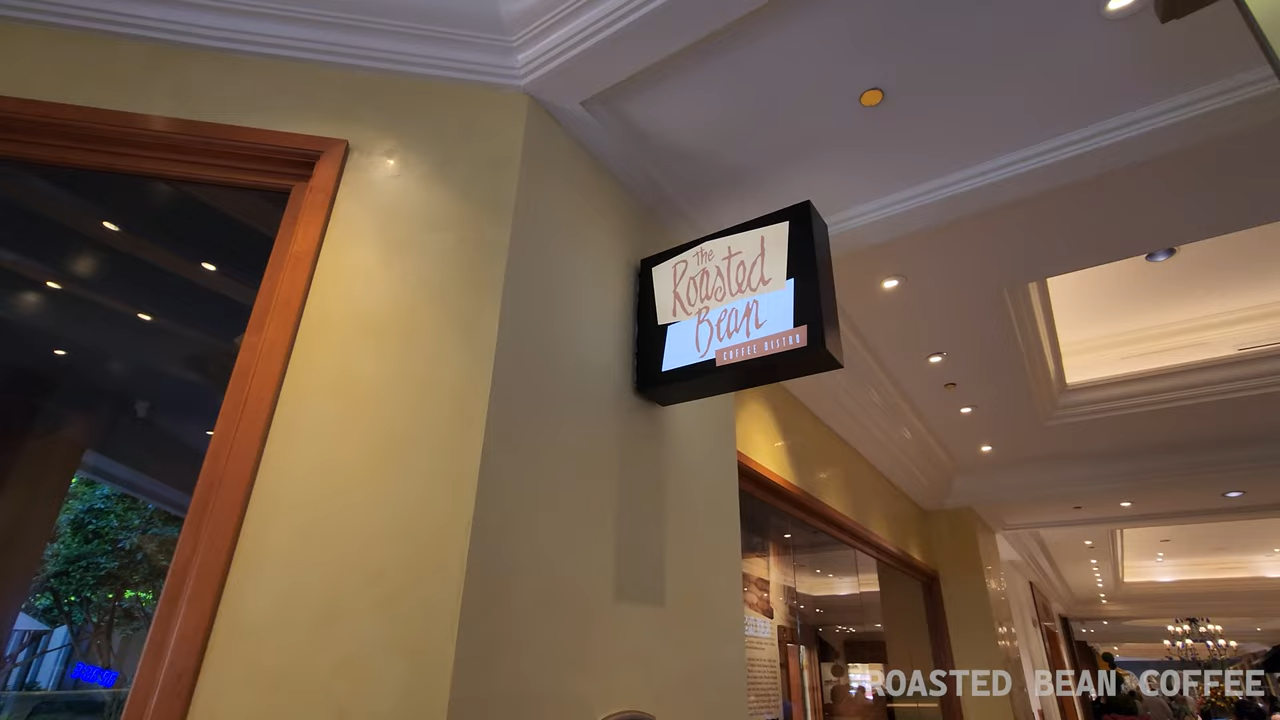 The
Roasted
Bean
COFFEE BISTRO
ROASTED BEAN COFFEE